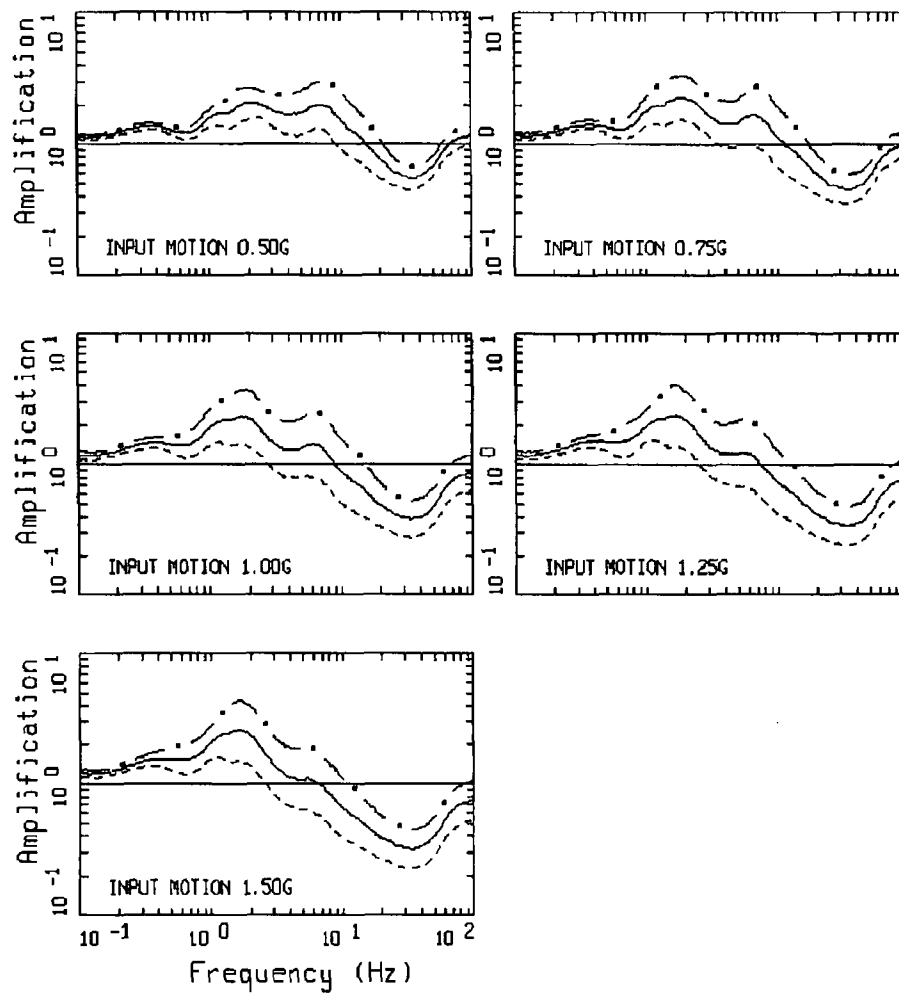 Amplification
10 1
10 0
10 -1
INPUT MOTION 0.50G
10 1
10 0
10 -1
INPUT MOTION 0.75G
Amplification
10 1
10 0
10 -1
INPUT MOTION 1.00G
10 1
10 0
10 -1
INPUT MOTION 1.25G
Amplification
10 1
10 0
10 -1
INPUT MOTION 1.50G
10 -1 10 0 10 1 10 2
Frequency (Hz)